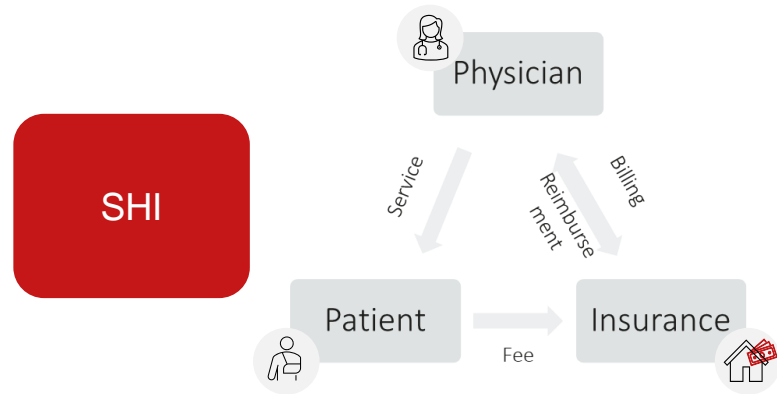 Physician
SHI
Service
Reimburse
ment
Billing
Patient
Fee
Insurance